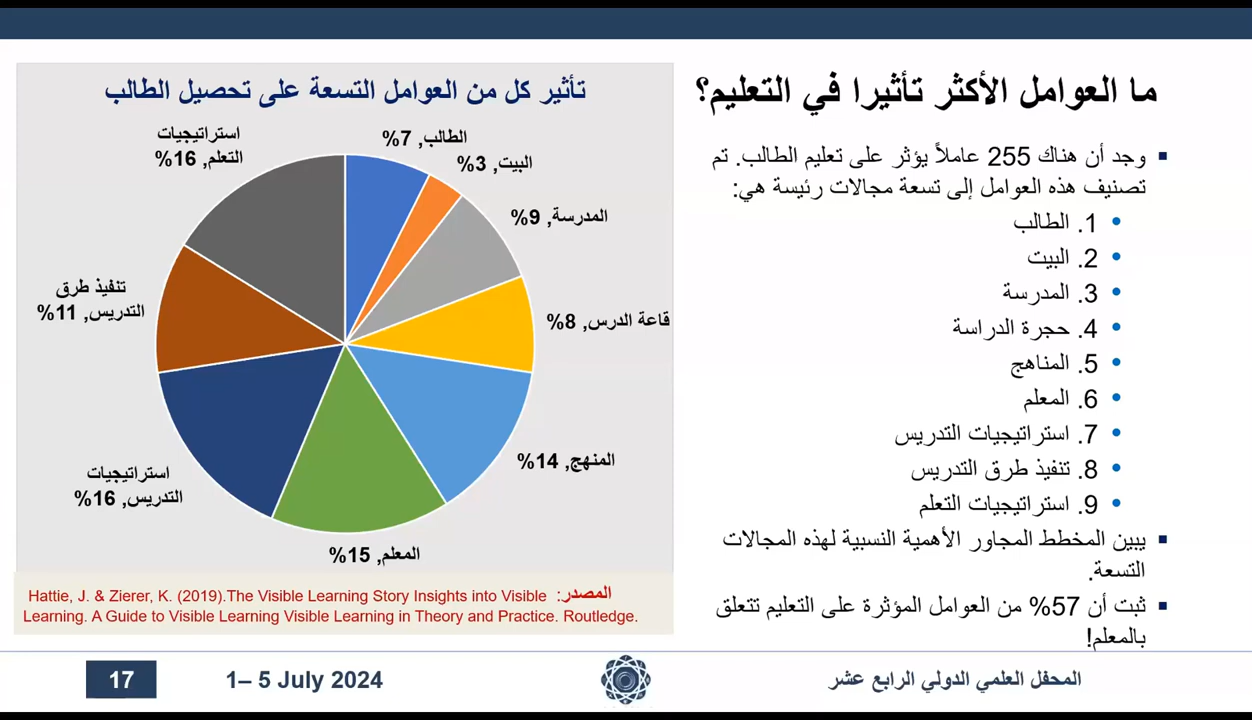 ما العوامل الأكثر تأثيرا في التعليم؟
وجد أن هناك 255 عاملاً يؤثر على تعليم الطالب. تم
تصنيف هذه العوامل إلى تسعة مجالات رئيسة هي:
1. الطالب
2. البيت
3. المدرسة
4. حجرة الدراسة
5. المناهج
6. المعلم
7. استراتيجيات التدريس
8. تنفيذ طرق التدريس
9. استراتيجيات التعلم
يبين المخطط المجاور الأهمية النسبية لهذه المجالات
التسعة.
ثبت أن 57% من العوامل المؤثرة على التعليم تتعلق
بالمعلم!
تأثير كل من العوامل التسعة على تحصيل الطالب
الطالب, 7%
البيت, 3%
المدرسة, 9%
قاعة الدرس, 8%
المنهج, 14%
المعلم, 15%
استراتيجيات
التدريس, 16%
تنفيذ طرق
التدريس, 11%
استراتيجيات
التعلم, 16%
المصدر: Hattie, J. & Zierer, K. (2019).The Visible Learning Story Insights into Visible
Learning. A Guide to Visible Learning Visible Learning in Theory and Practice. Routledge.
المحفل العلمي الدولي الرابع عشر
1– 5 July 2024
17